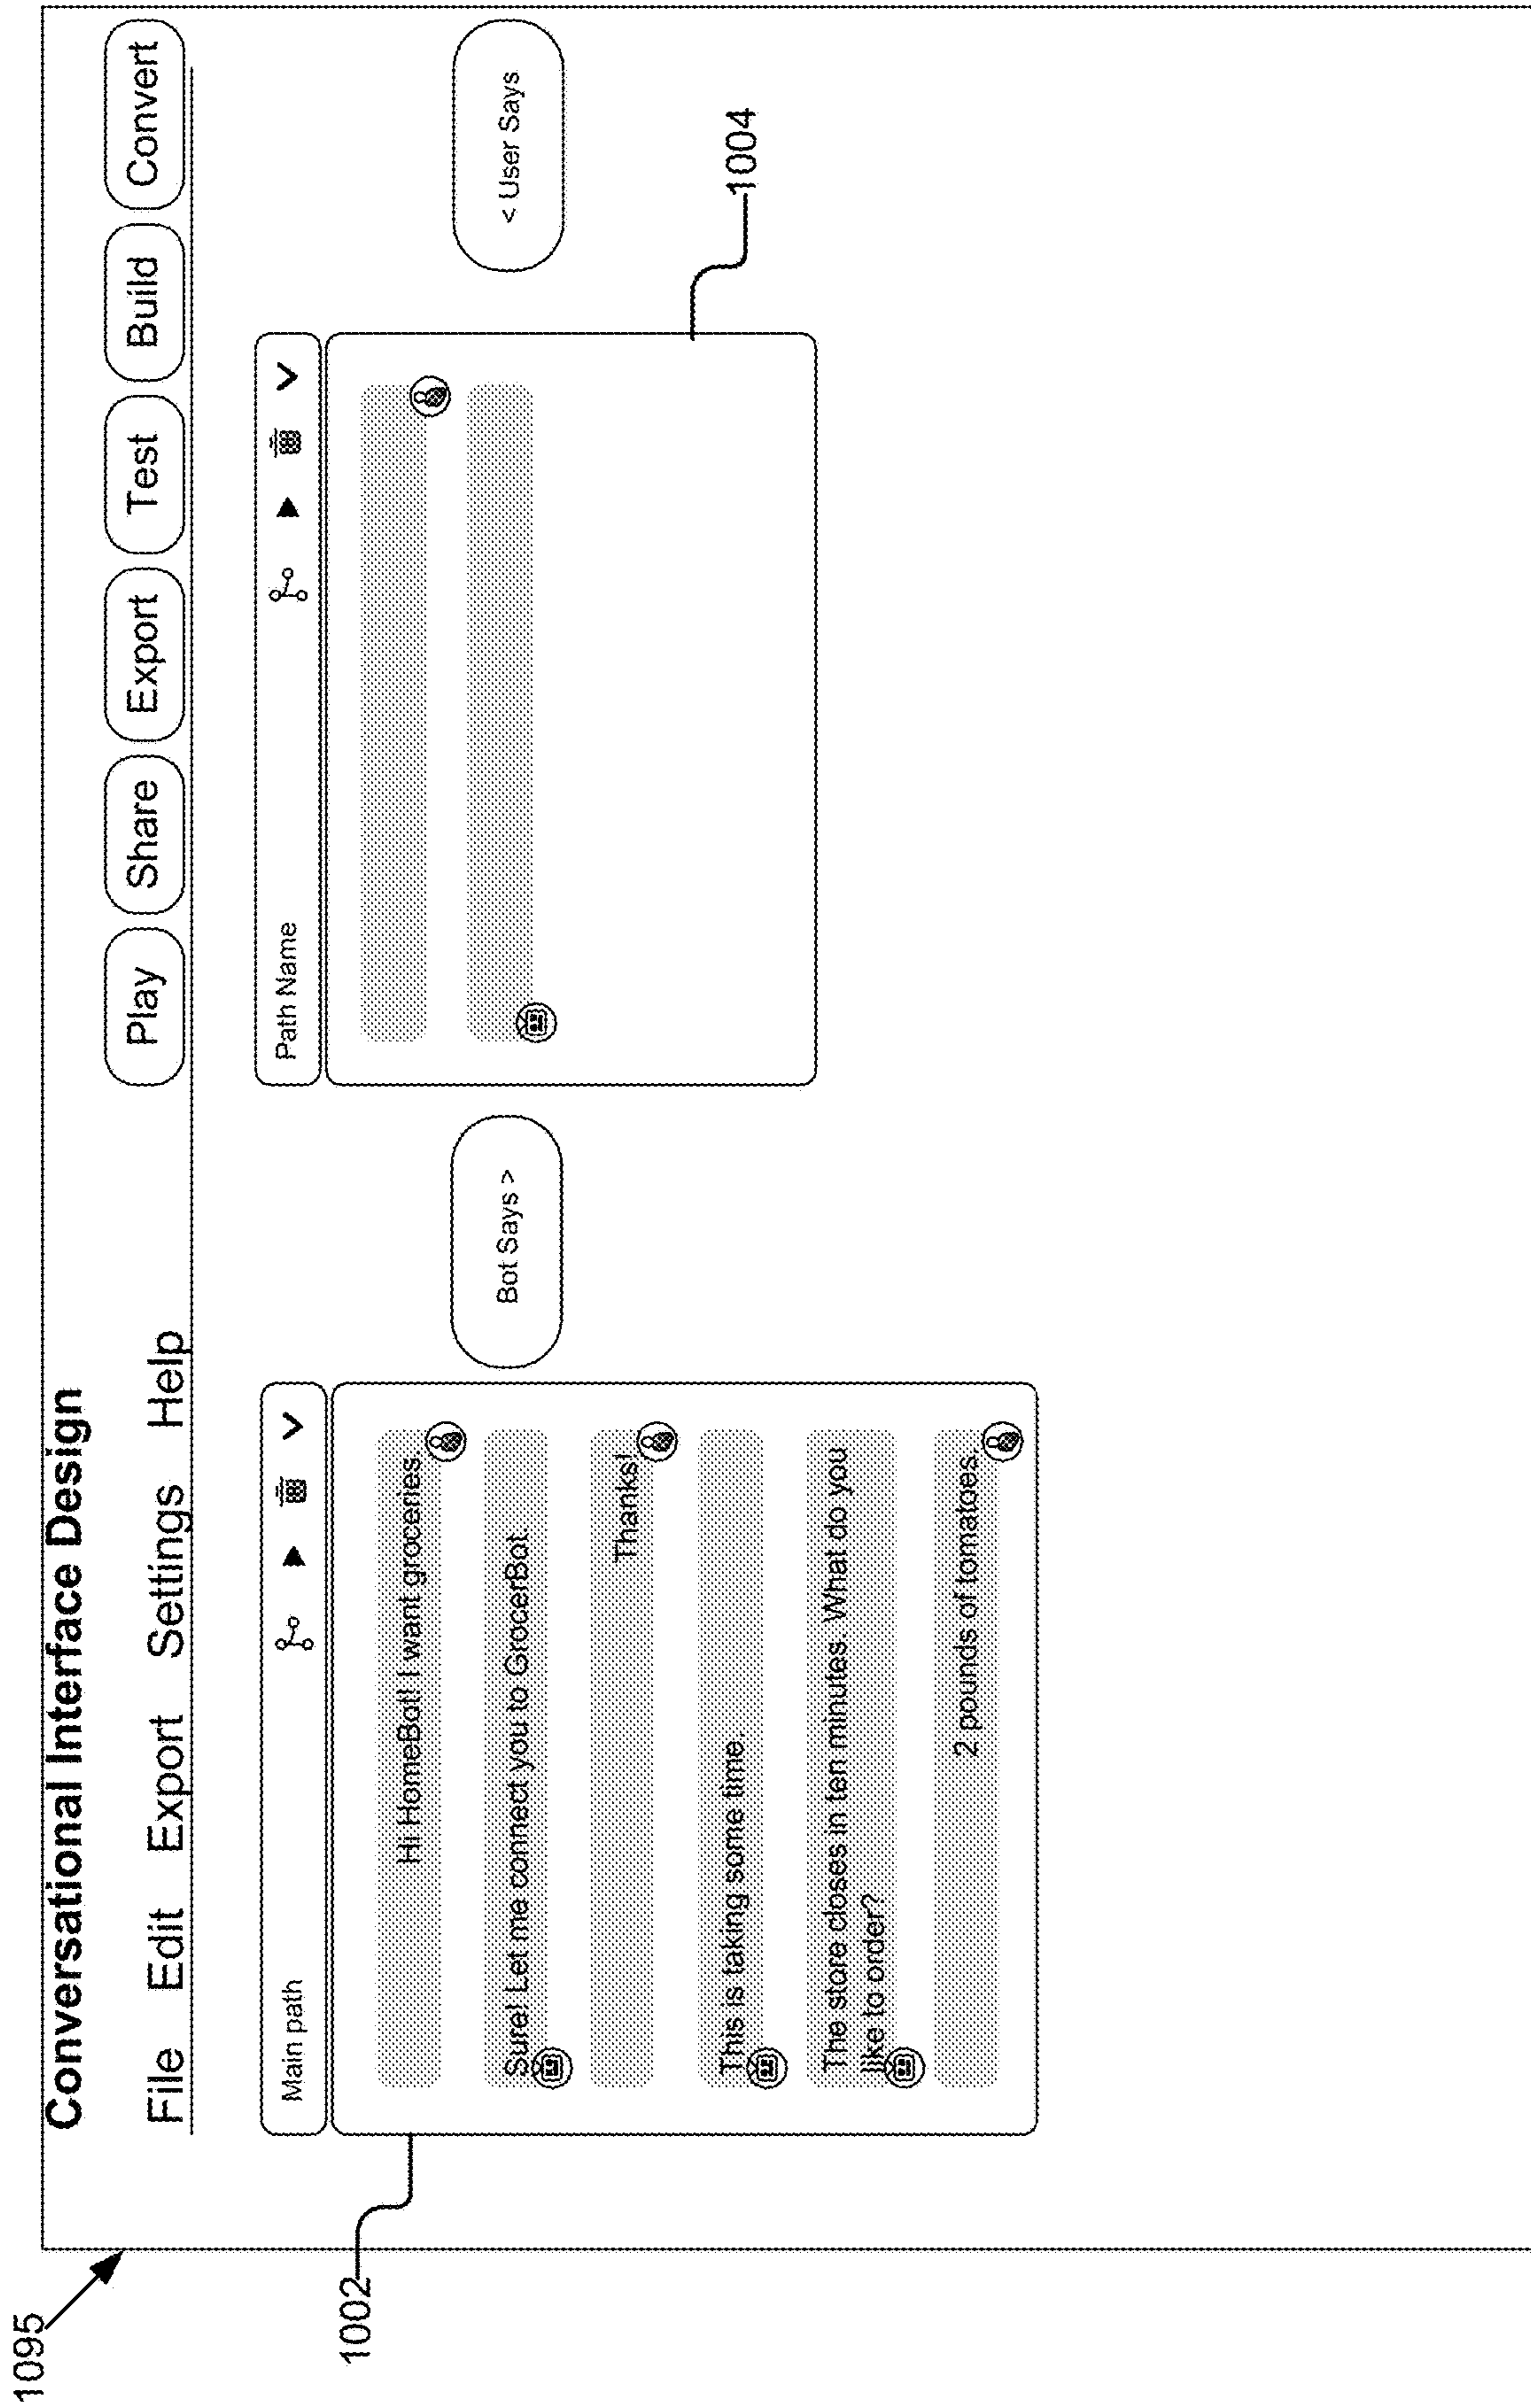 1095
Conversational Interface Design
File Edit Export Settings Help
Play Share Export Test Build Convert
1002
Main path
Hi HomeBot! I want groceries.
Sure! Let me connect you to GrocerBot.
Thanks!
This is taking some time.
The store closes in ten minutes. What do you
like to order?
2 pounds of tomatoes.
Bot Says >
Path Name
< User Says
1004